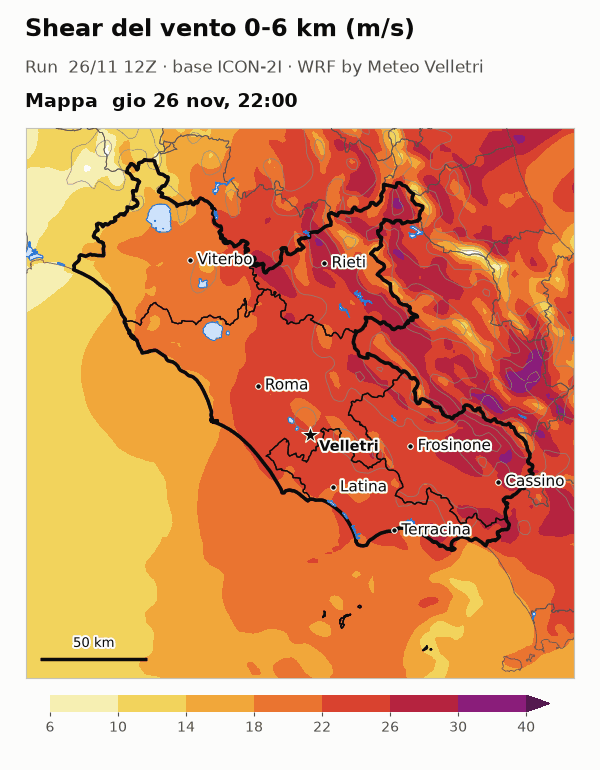 Shear del vento 0-6 km (m/s)
Run  26/11 12Z · base ICON-2I · WRF by Meteo Velletri
Mappa  gio 26 nov, 22:00
Viterbo
Rieti
Roma
Velletri
Frosinone
Cassino
Latina
Terracina
50 km
6 10 14 18 22 26 30 40